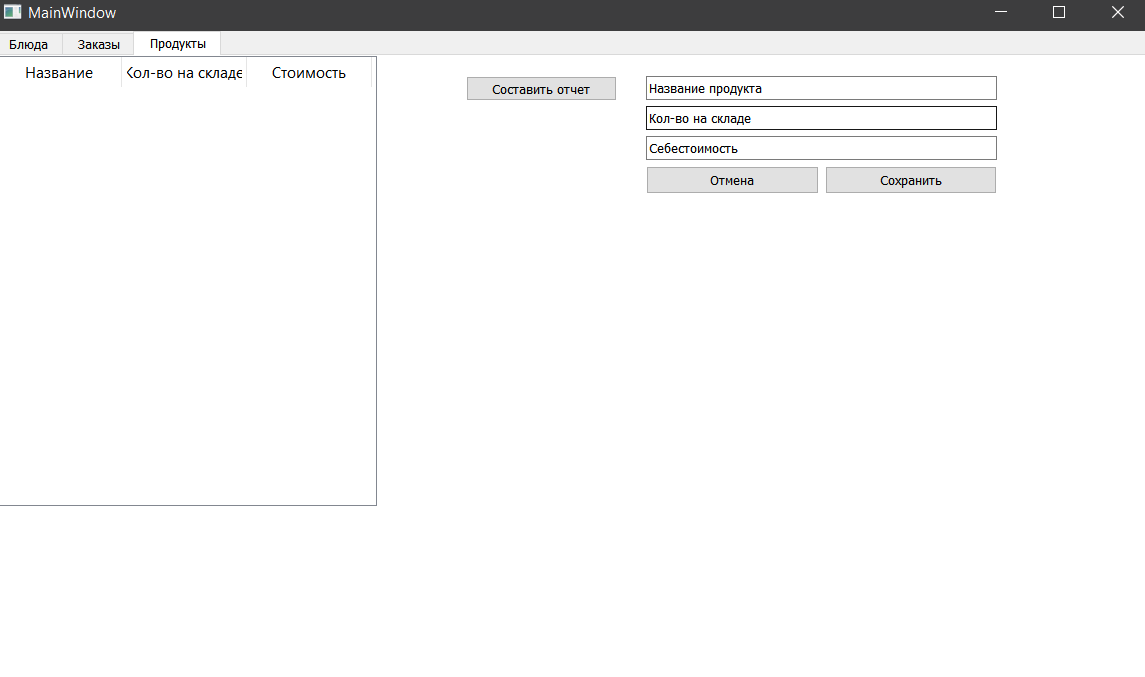 MainWindow
Блюда Заказы Продукты
Название Кол-во на складе Стоимость
Составить отчет
Название продукта
Кол-во на складе
Себестоимость
Отмена Сохранить